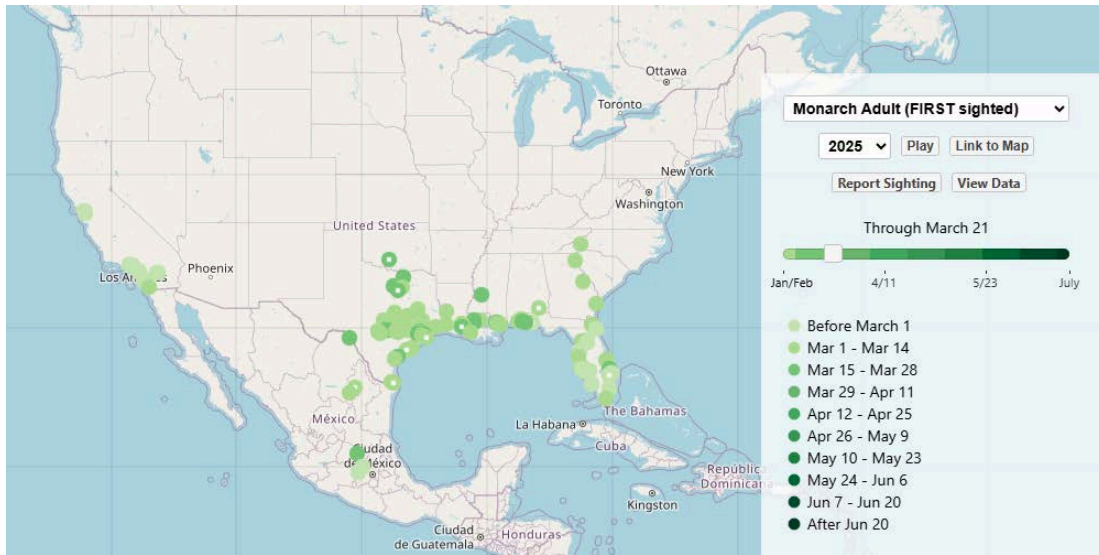 Ottawa
Toronto
New York
Washington
United States
Phoenix
Los An
eles
México
Ciudad
de México
La Habana
The Bahamas
Cuba
República
Dominicana
Kingston
Honduras
Ciudad
de Guatemala
Monarch Adult (FIRST sighted)
2025 Play Link to Map
Report Sighting View Data
Through March 21
Jan/Feb 4/11 5/23 July
Before March 1
Mar 1 - Mar 14
Mar 15 - Mar 28
Mar 29 - Apr 11
Apr 12 - Apr 25
Apr 26 - May 9
May 10 - May 23
May 24 - Jun 6
Jun 7 - Jun 20
After Jun 20